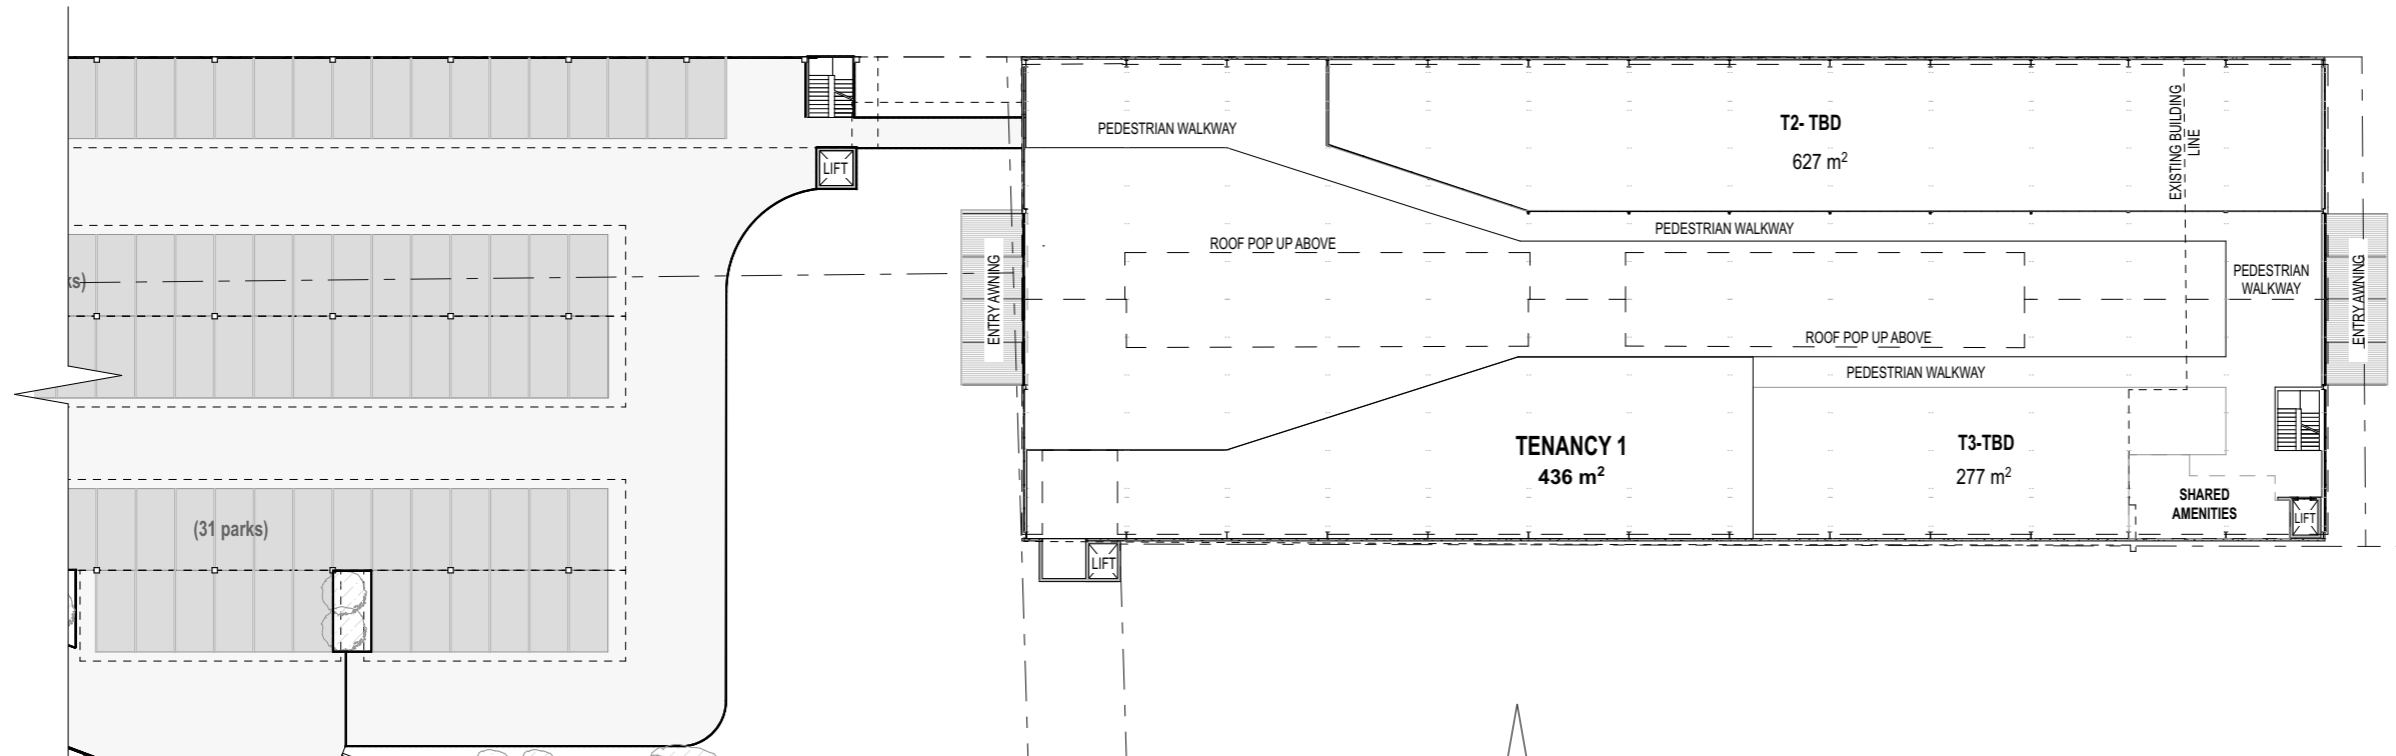 PEDESTRIAN WALKWAY
T2- TBD
627 m²
EXISTING BUILDING
LINE
LIFT
PEDESTRIAN WALKWAY
ROOF POP UP ABOVE
ENTRY AWNING
PEDESTRIAN
WALKWAY
ENTRY AWNING
ks)
ROOF POP UP ABOVE
PEDESTRIAN WALKWAY
TENANCY 1
436 m²
T3-TBD
277 m²
SHARED
AMENITIES
LIFT
(31 parks)
LIFT